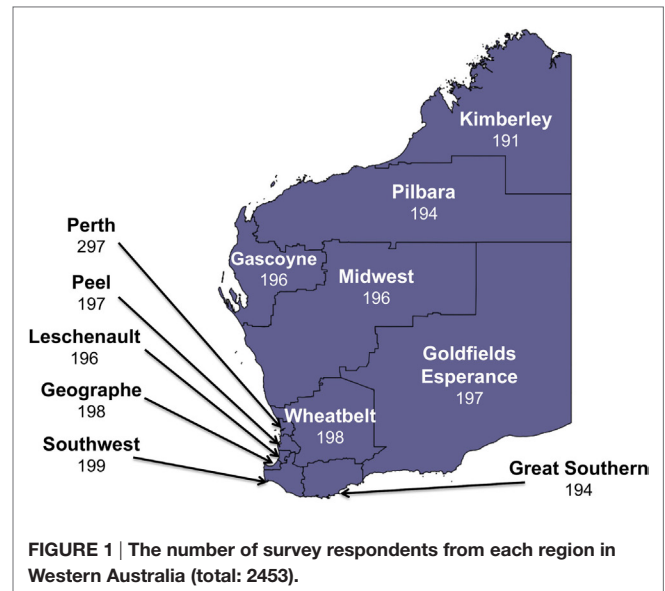 Kimberley
191
Pilbara
194
Perth
297
Gascoyne
196
Midwest
196
Peel
197
Leschenault
196
Goldfields
Esperance
197
Geographe
198
Wheatbelt
198
Southwest
199
Great Southern
194
FIGURE 1 | The number of survey respondents from each region in
Western Australia (total: 2453).